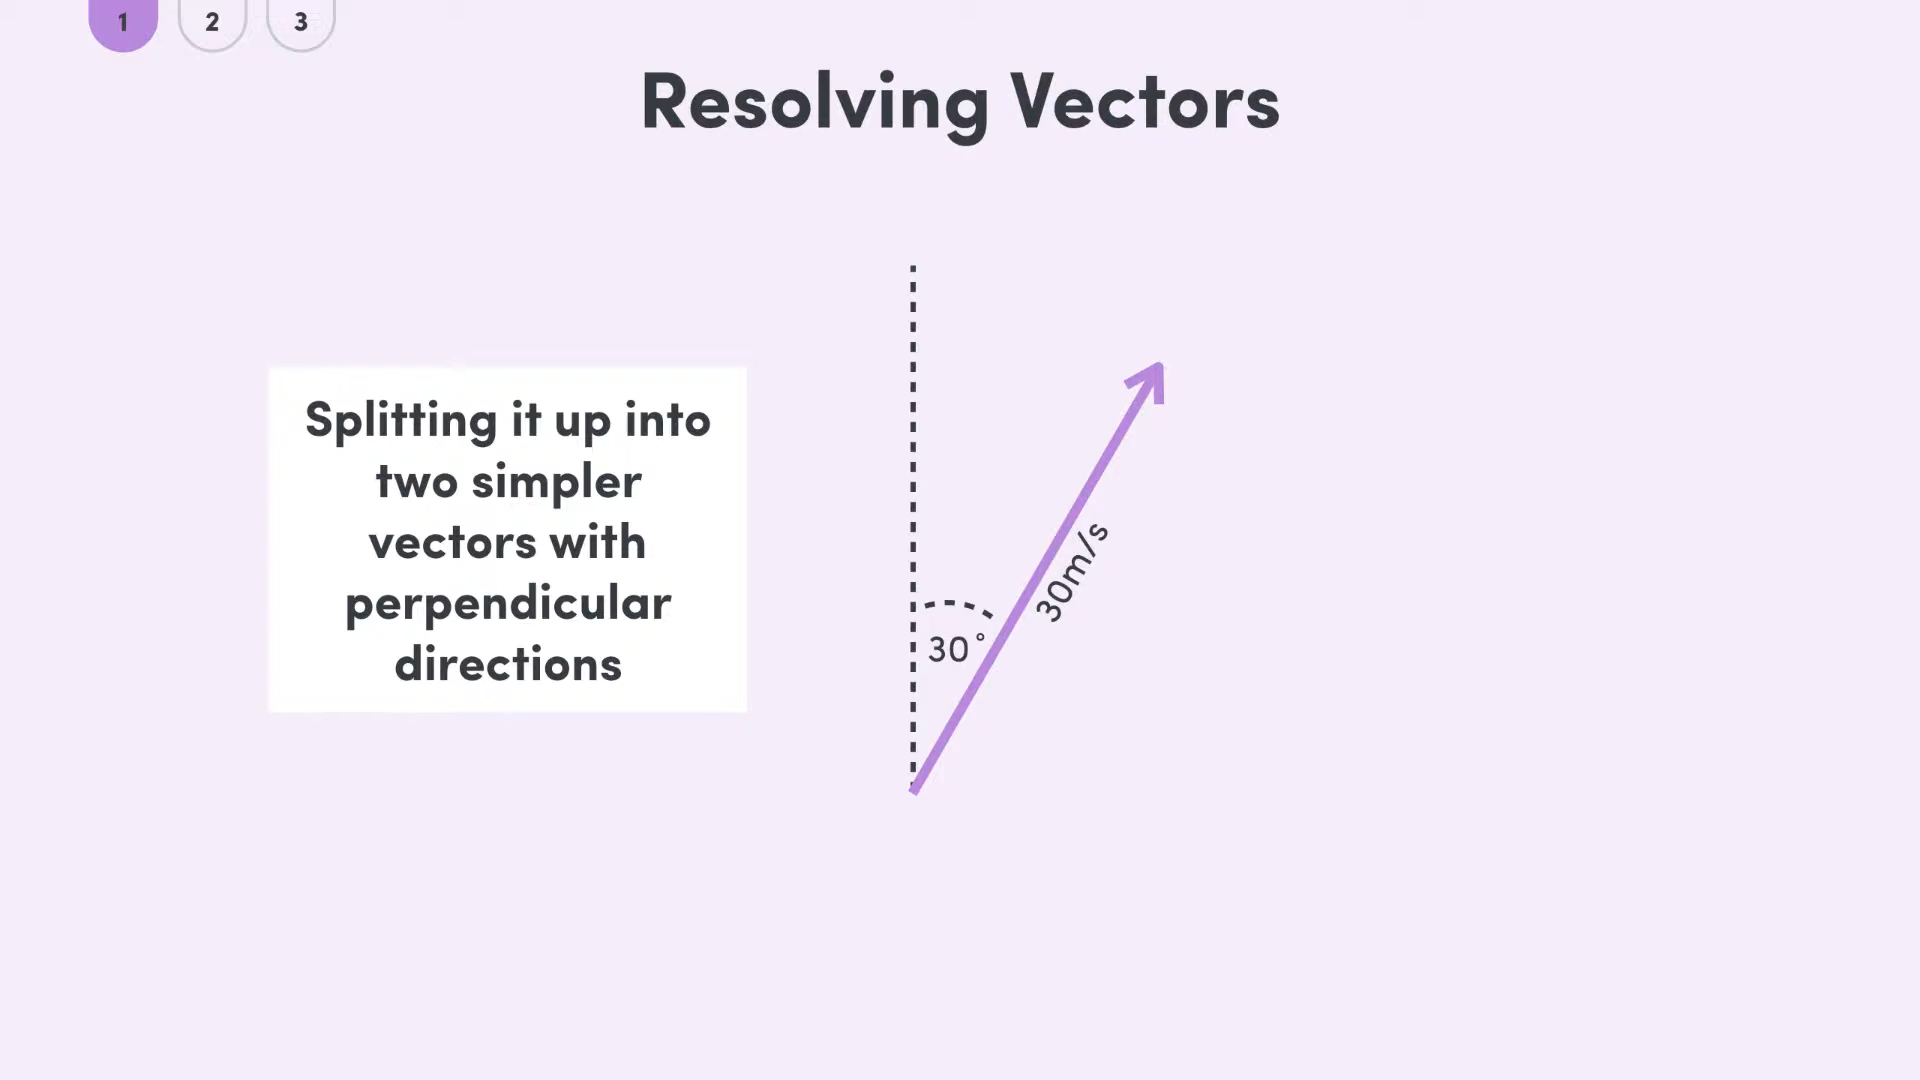 1 2 3
Resolving Vectors
Splitting it up into
two simpler
vectors with
perpendicular
directions
30m/s
30°